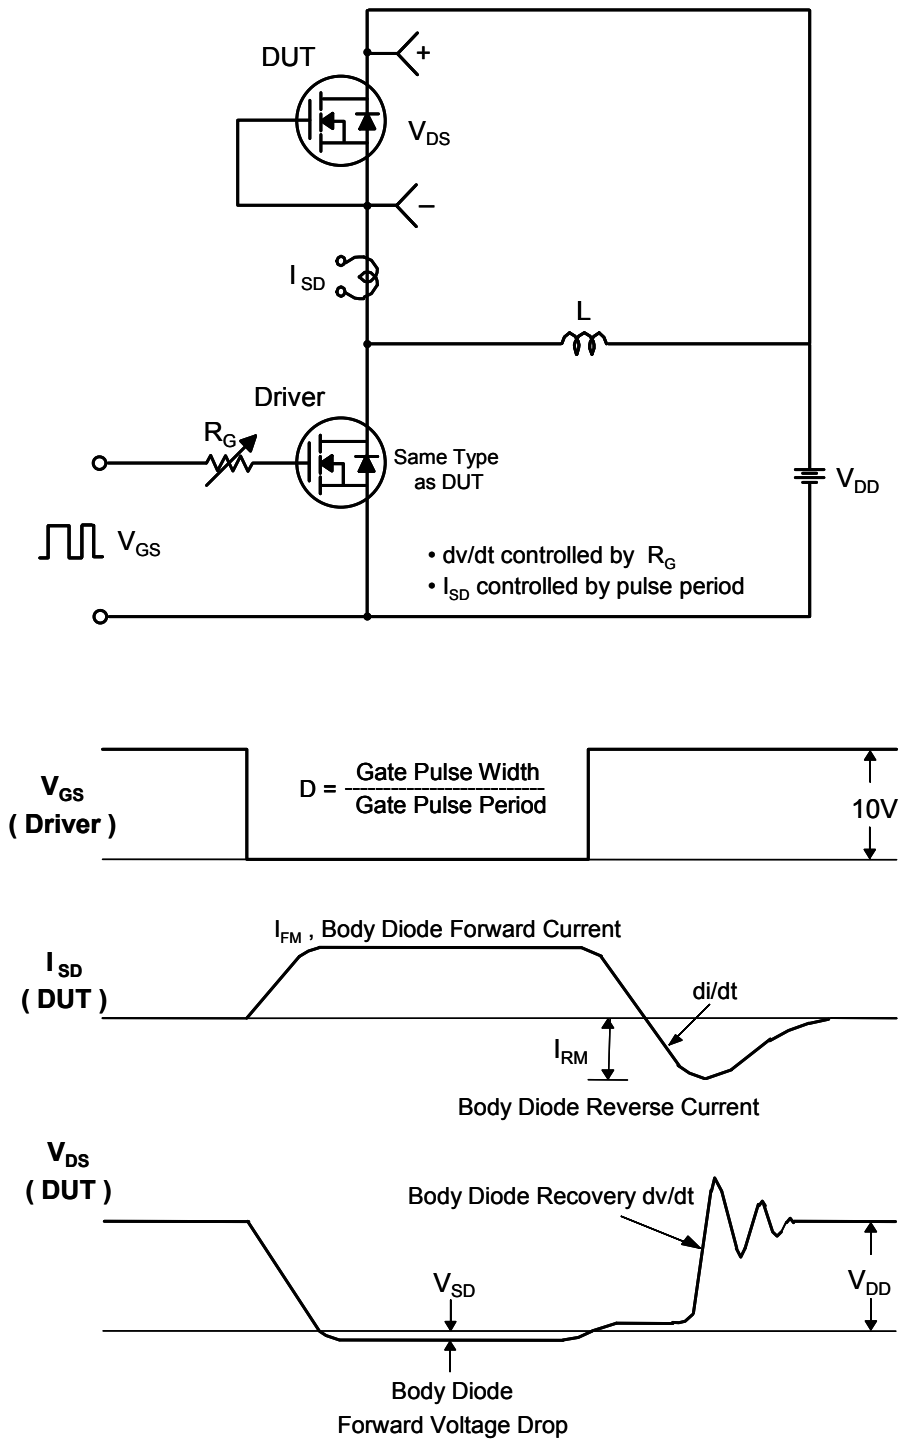 DUT
+
V_DS
−
I_SD
L
Driver
R_G
Same Type
as DUT
V_DD
V_GS
• dv/dt controlled by R_G
• I_SD controlled by pulse period
V_GS
( Driver )
D = Gate Pulse Width
--------------------------
Gate Pulse Period
10V
I_FM , Body Diode Forward Current
I_SD
( DUT )
di/dt
I_RM
Body Diode Reverse Current
V_DS
( DUT )
Body Diode Recovery dv/dt
V_SD
V_DD
Body Diode
Forward Voltage Drop